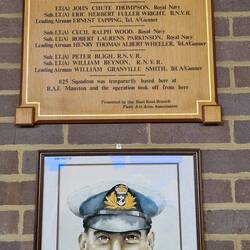 Lt.(A) JOHN CHUTE THOMPSON, Royal Navy
Sub. Lt.(A) ERIC HERBERT FULLER WRIGHT, R.N.V.R.
Leading Airman ERNEST TAPPING, Tel. A/Gunner
Sub. Lt.(A) CECIL RALPH WOOD, Royal Navy
Sub. Lt.(A) ROBERT LAURENS PARKINSON, Royal Navy
Leading Airman HENRY THOMAS ALBERT WHEELER, Tel. A/Gunner
Sub. Lt.(A) PETER BLIGH, R.N.V.R.
Sub. Lt.(A) WILLIAM BEYNON, R.N.V.R.
Leading Airman WILLIAM GRANVILLE SMITH, Tel. A/Gunner
825 Squadron was temporarily based here at
R.A.F. Manston and the operation took off from here
Presented by the East Kent Branch
Fleet Air Arm Association